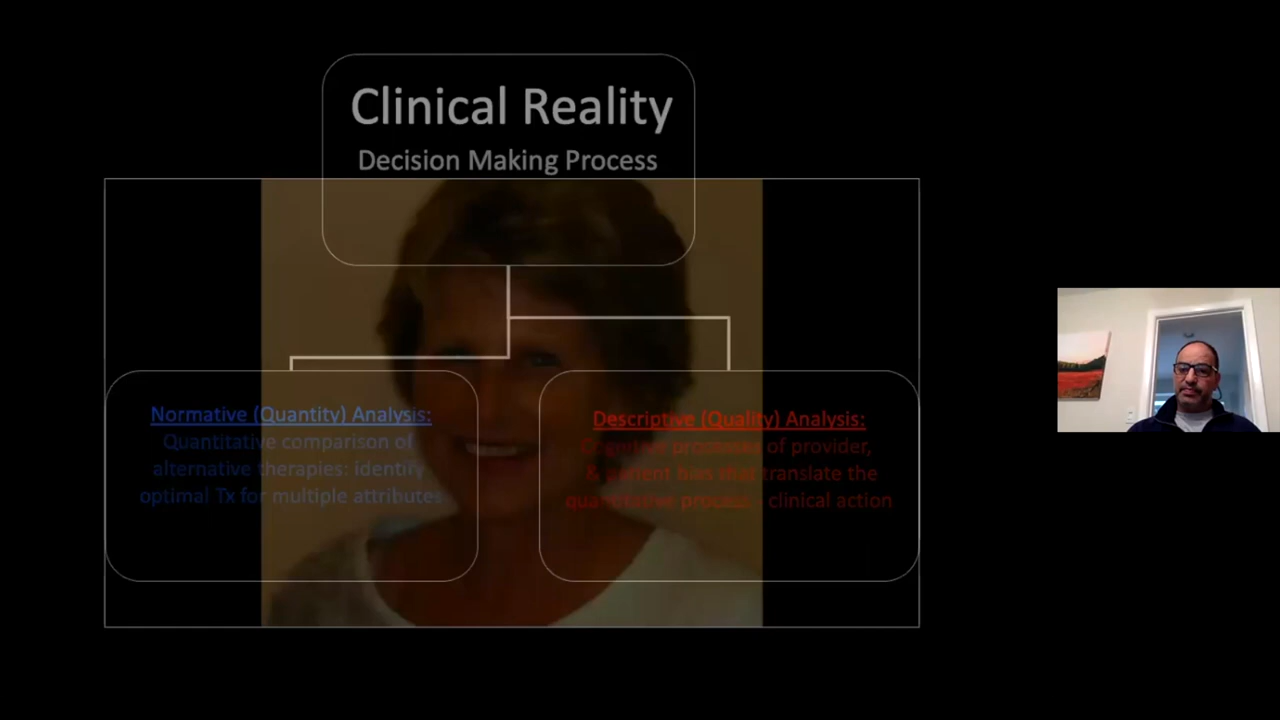 Clinical Reality
Decision Making Process
Normative (Quantity) Analysis:
Quantitative comparison of
alternative therapies: identify
optimal Tx for multiple attributes
Descriptive (Quality) Analysis:
Cognitive processes of provider,
& patient bias that translate the
quantitative process - clinical action